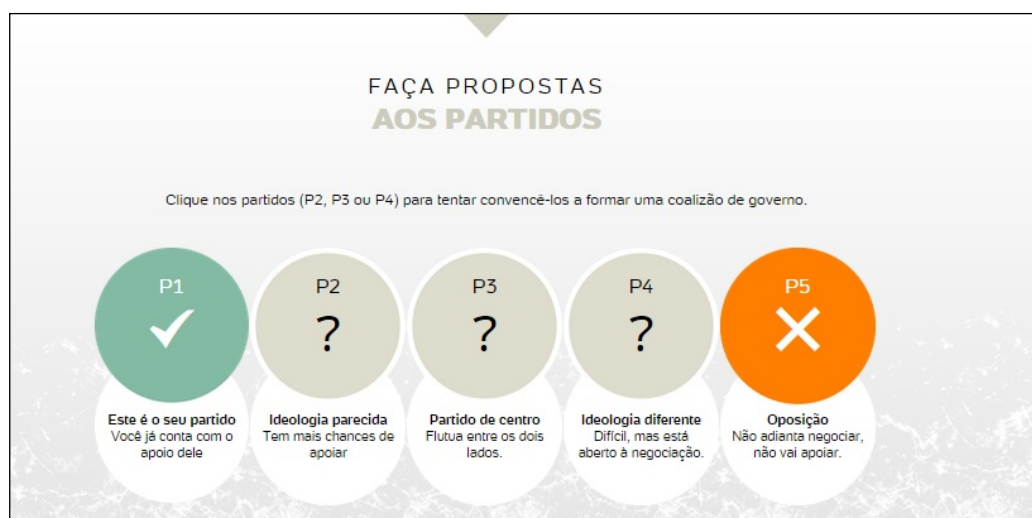 FAÇA PROPOSTAS
AOS PARTIDOS
Clique nos partidos (P2, P3 ou P4) para tentar convencê-los a formar uma coalizão de governo.
P1
P2
P3
P4
P5
?
?
?
Este é o seu partido
Você já conta com o
apoio dele
Ideologia parecida
Tem mais chances de
apoiar
Partido de centro
Flutua entre os dois
lados.
Ideologia diferente
Difícil, mas está
aberto à negociação.
Oposição
Não adianta negociar,
não vai apoiar.